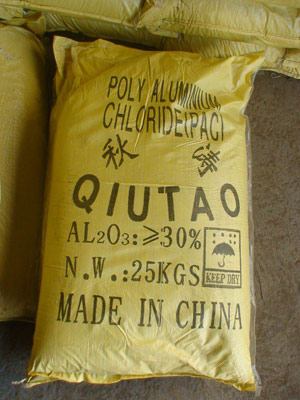 POLY ALUMINIUM
CHLORIDE(PAC)
秋 涛
QIUTAO
AL2O3:≥30%
N.W.:25KGS
KEEP DRY
MADE IN CHINA